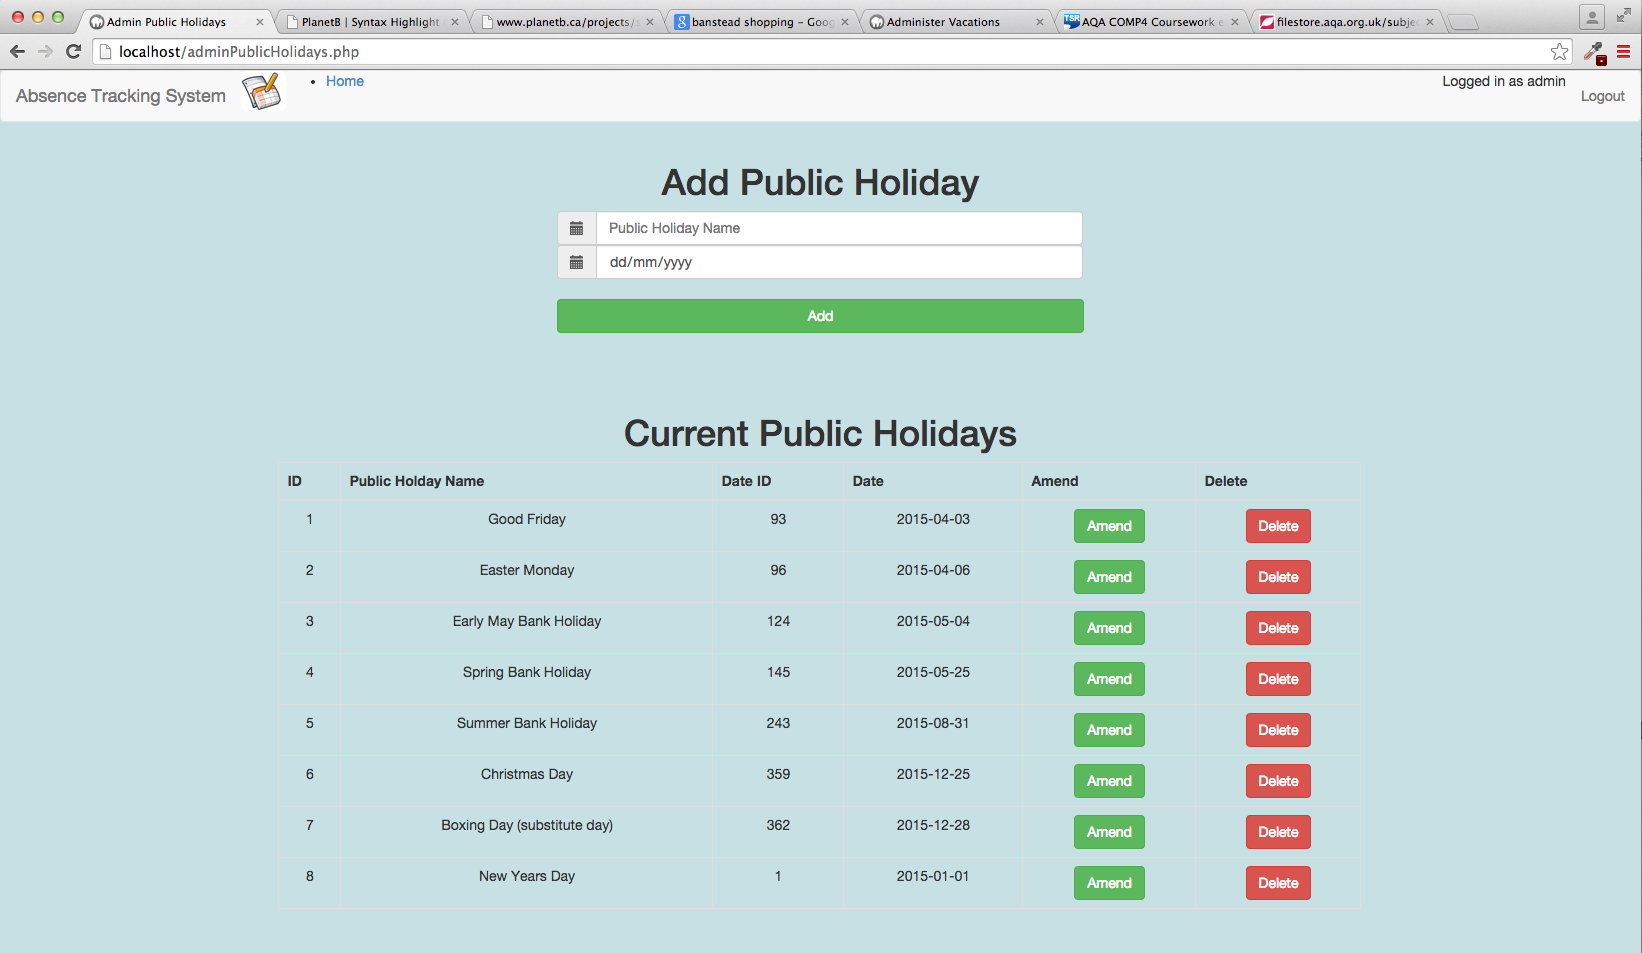 Admin Public Holidays
PlanetB | Syntax Highlight
www.planetb.ca/projects/
banstead shopping – Goo
Administer Vacations
AQA COMP4 Coursework
filestore.aqa.org.uk/subje
localhost/adminPublicHolidays.php
Absence Tracking System
Home
Logged in as admin
Logout
Add Public Holiday
Public Holiday Name
dd/mm/yyyy
Add
Current Public Holidays
ID Public Holday Name Date ID Date Amend Delete
1 Good Friday 93 2015-04-03 Amend Delete
2 Easter Monday 96 2015-04-06 Amend Delete
3 Early May Bank Holiday 124 2015-05-04 Amend Delete
4 Spring Bank Holiday 145 2015-05-25 Amend Delete
5 Summer Bank Holiday 243 2015-08-31 Amend Delete
6 Christmas Day 359 2015-12-25 Amend Delete
7 Boxing Day (substitute day) 362 2015-12-28 Amend Delete
8 New Years Day 1 2015-01-01 Amend Delete